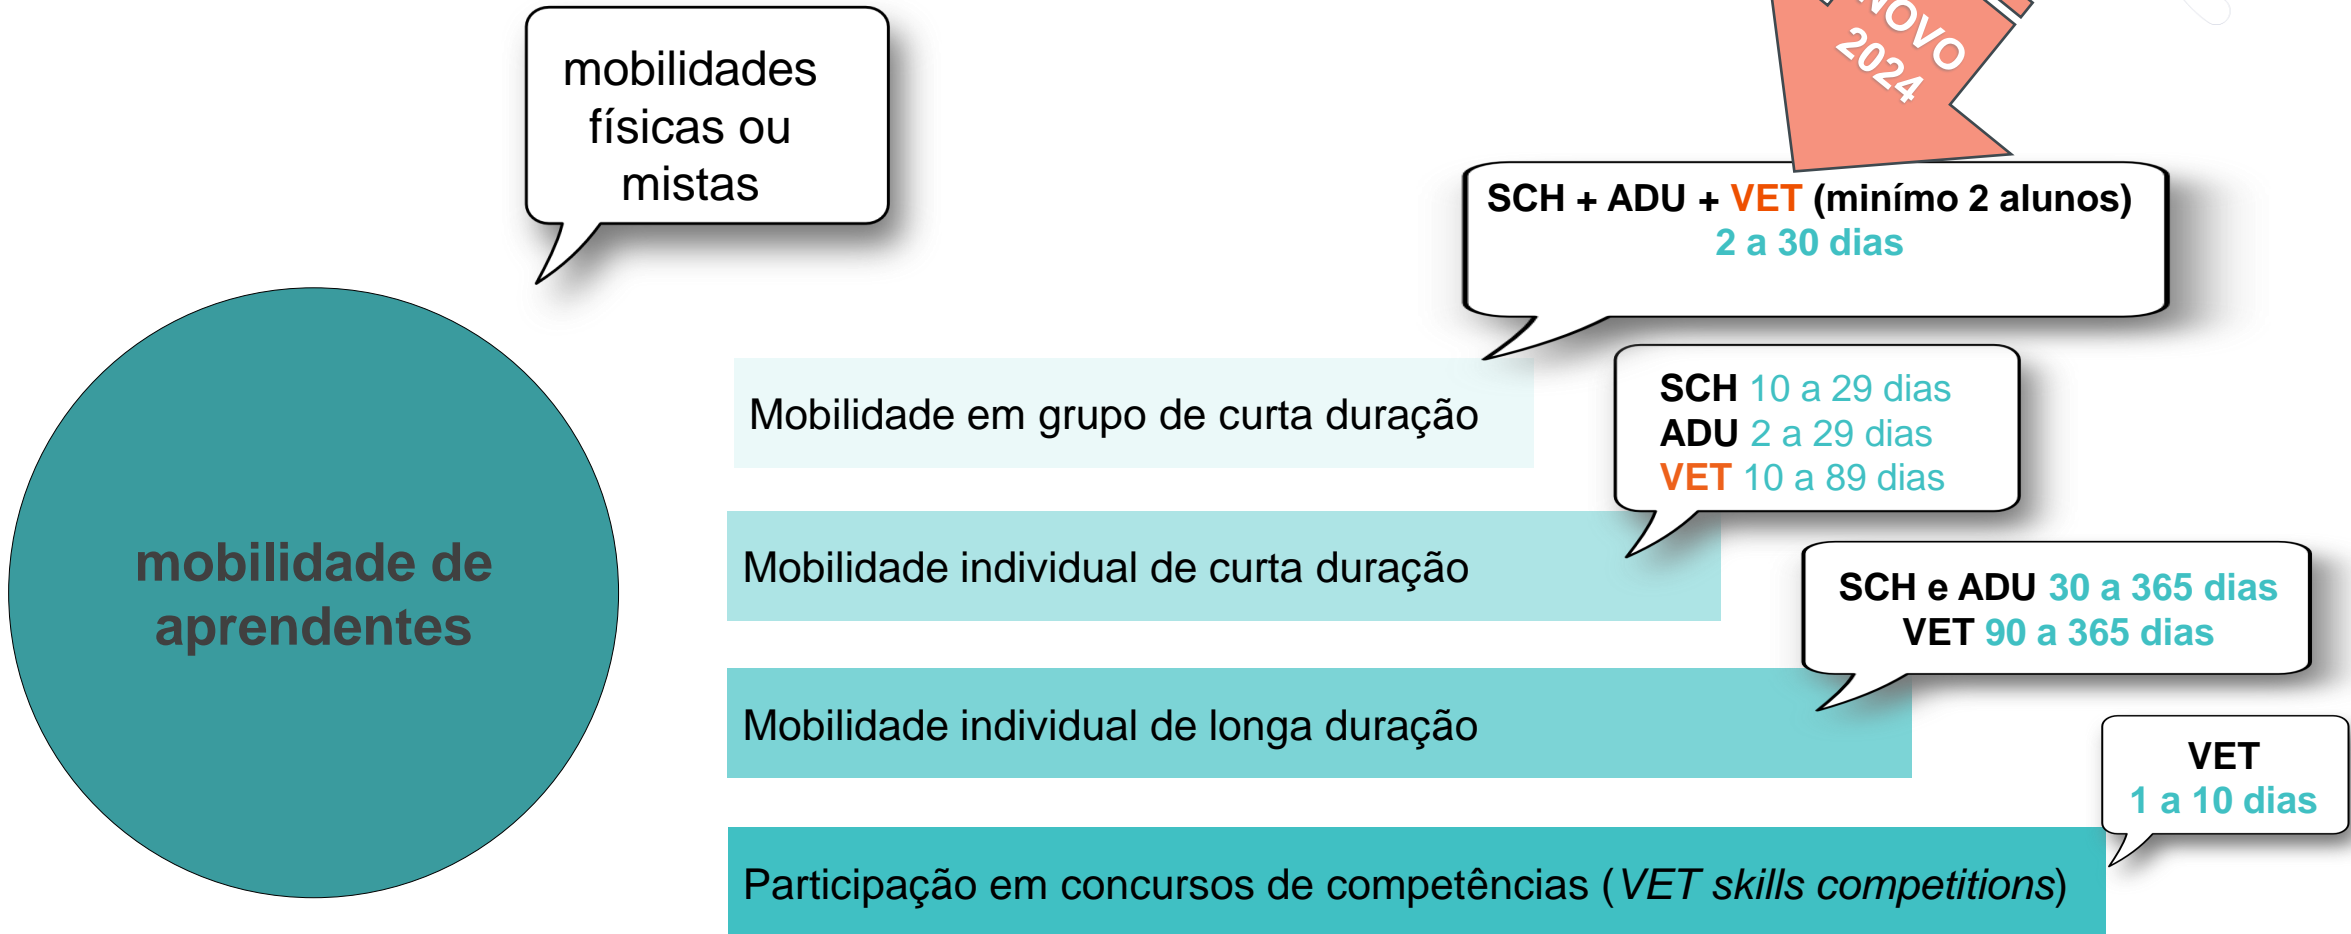 mobilidades
físicas ou
mistas
NOVO
2024
SCH + ADU + VET (minímo 2 alunos)
2 a 30 dias
Mobilidade em grupo de curta duração
SCH 10 a 29 dias
ADU 2 a 29 dias
VET 10 a 89 dias
mobilidade de
aprendentes
Mobilidade individual de curta duração
SCH e ADU 30 a 365 dias
VET 90 a 365 dias
Mobilidade individual de longa duração
VET
1 a 10 dias
Participação em concursos de competências (VET skills competitions)